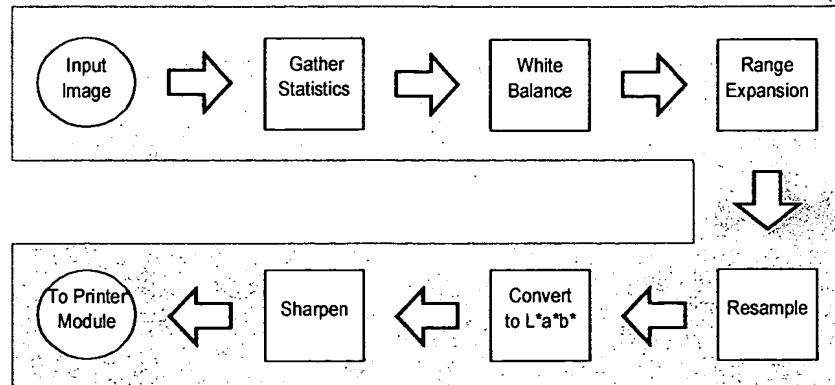 Input
Image
Gather
Statistics
White
Balance
Range
Expansion
To Printer
Module
Sharpen
Convert
to L*a*b*
Resample